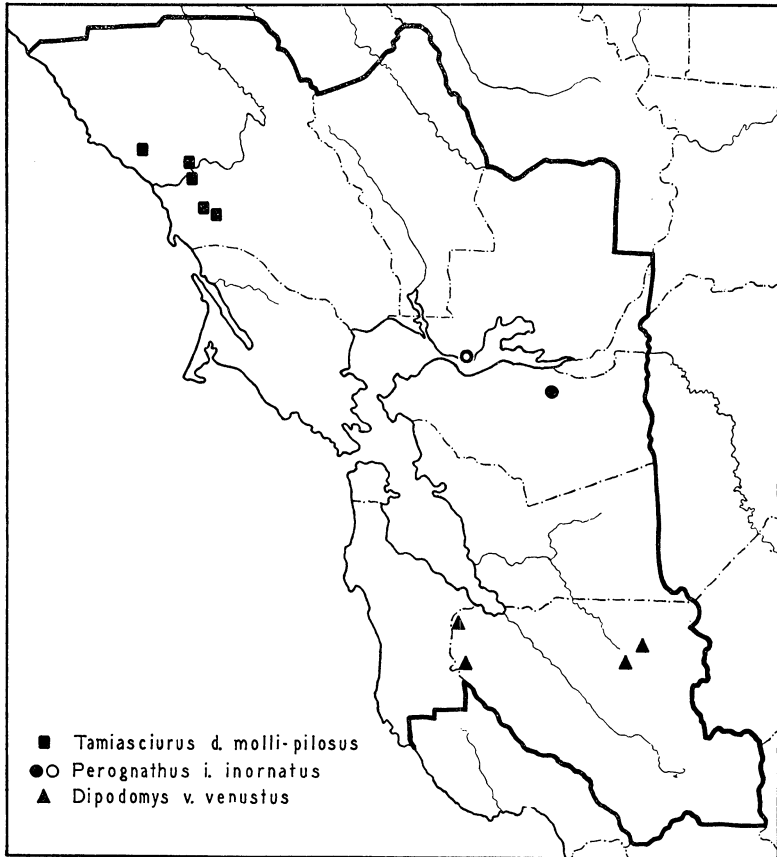 Tamiasciurus d. molli-pilosus
Perognathus i. inornatus
Dipodomys v. venustus